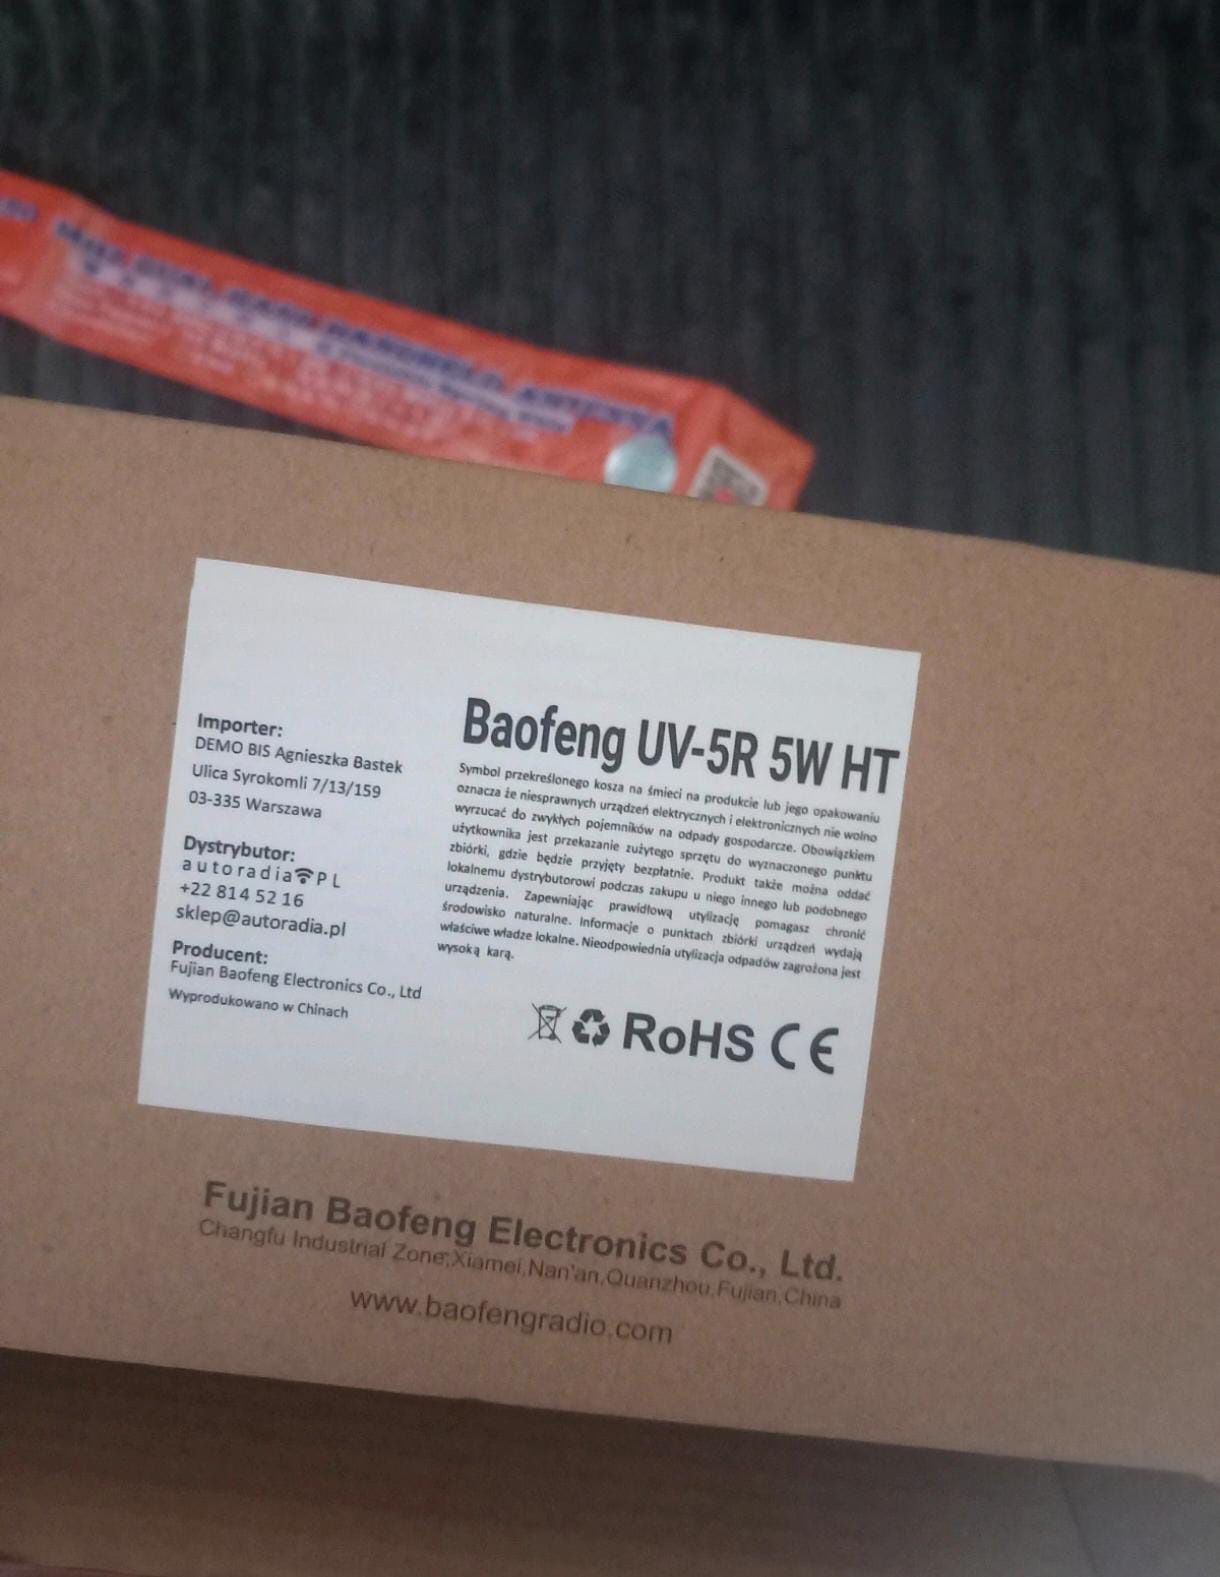 HANDHELD ANTENNA
Importer:
DEMO BIS Agnieszka Bastek
Ulica Syrokomli 7/13/159
03-335 Warszawa
Dystrybutor:
autoradia PL
+22 814 52 16
sklep@autoradia.pl
Producent:
Fujian Baofeng Electronics Co., Ltd
Wyprodukowano w Chinach
Baofeng UV-5R 5W HT
Symbol przekreślonego kosza na śmieci na produkcie lub jego opakowaniu
oznacza że niesprawnych urządzeń elektrycznych i elektronicznych nie wolno
wyrzucać do zwykłych pojemników na odpady gospodarcze. Obowiązkiem
użytkownika jest przekazanie zużytego sprzętu do wyznaczonego punktu
zbiórki, gdzie będzie przyjęty bezpłatnie. Produkt także można oddać
lokalnemu dystrybutorowi podczas zakupu u niego innego lub podobnego
urządzenia. Zapewniając prawidłową utylizację pomagasz chronić
środowisko naturalne. Informacje o punktach zbiórki urządzeń wydają
właściwe władze lokalne. Nieodpowiednia utylizacja odpadów zagrożona jest
wysoką karą.
RoHS CE
Fujian Baofeng Electronics Co., Ltd.
Changfu Industrial Zone,Xiamei,Nan'an,Quanzhou,Fujian,China
www.baofengradio.com